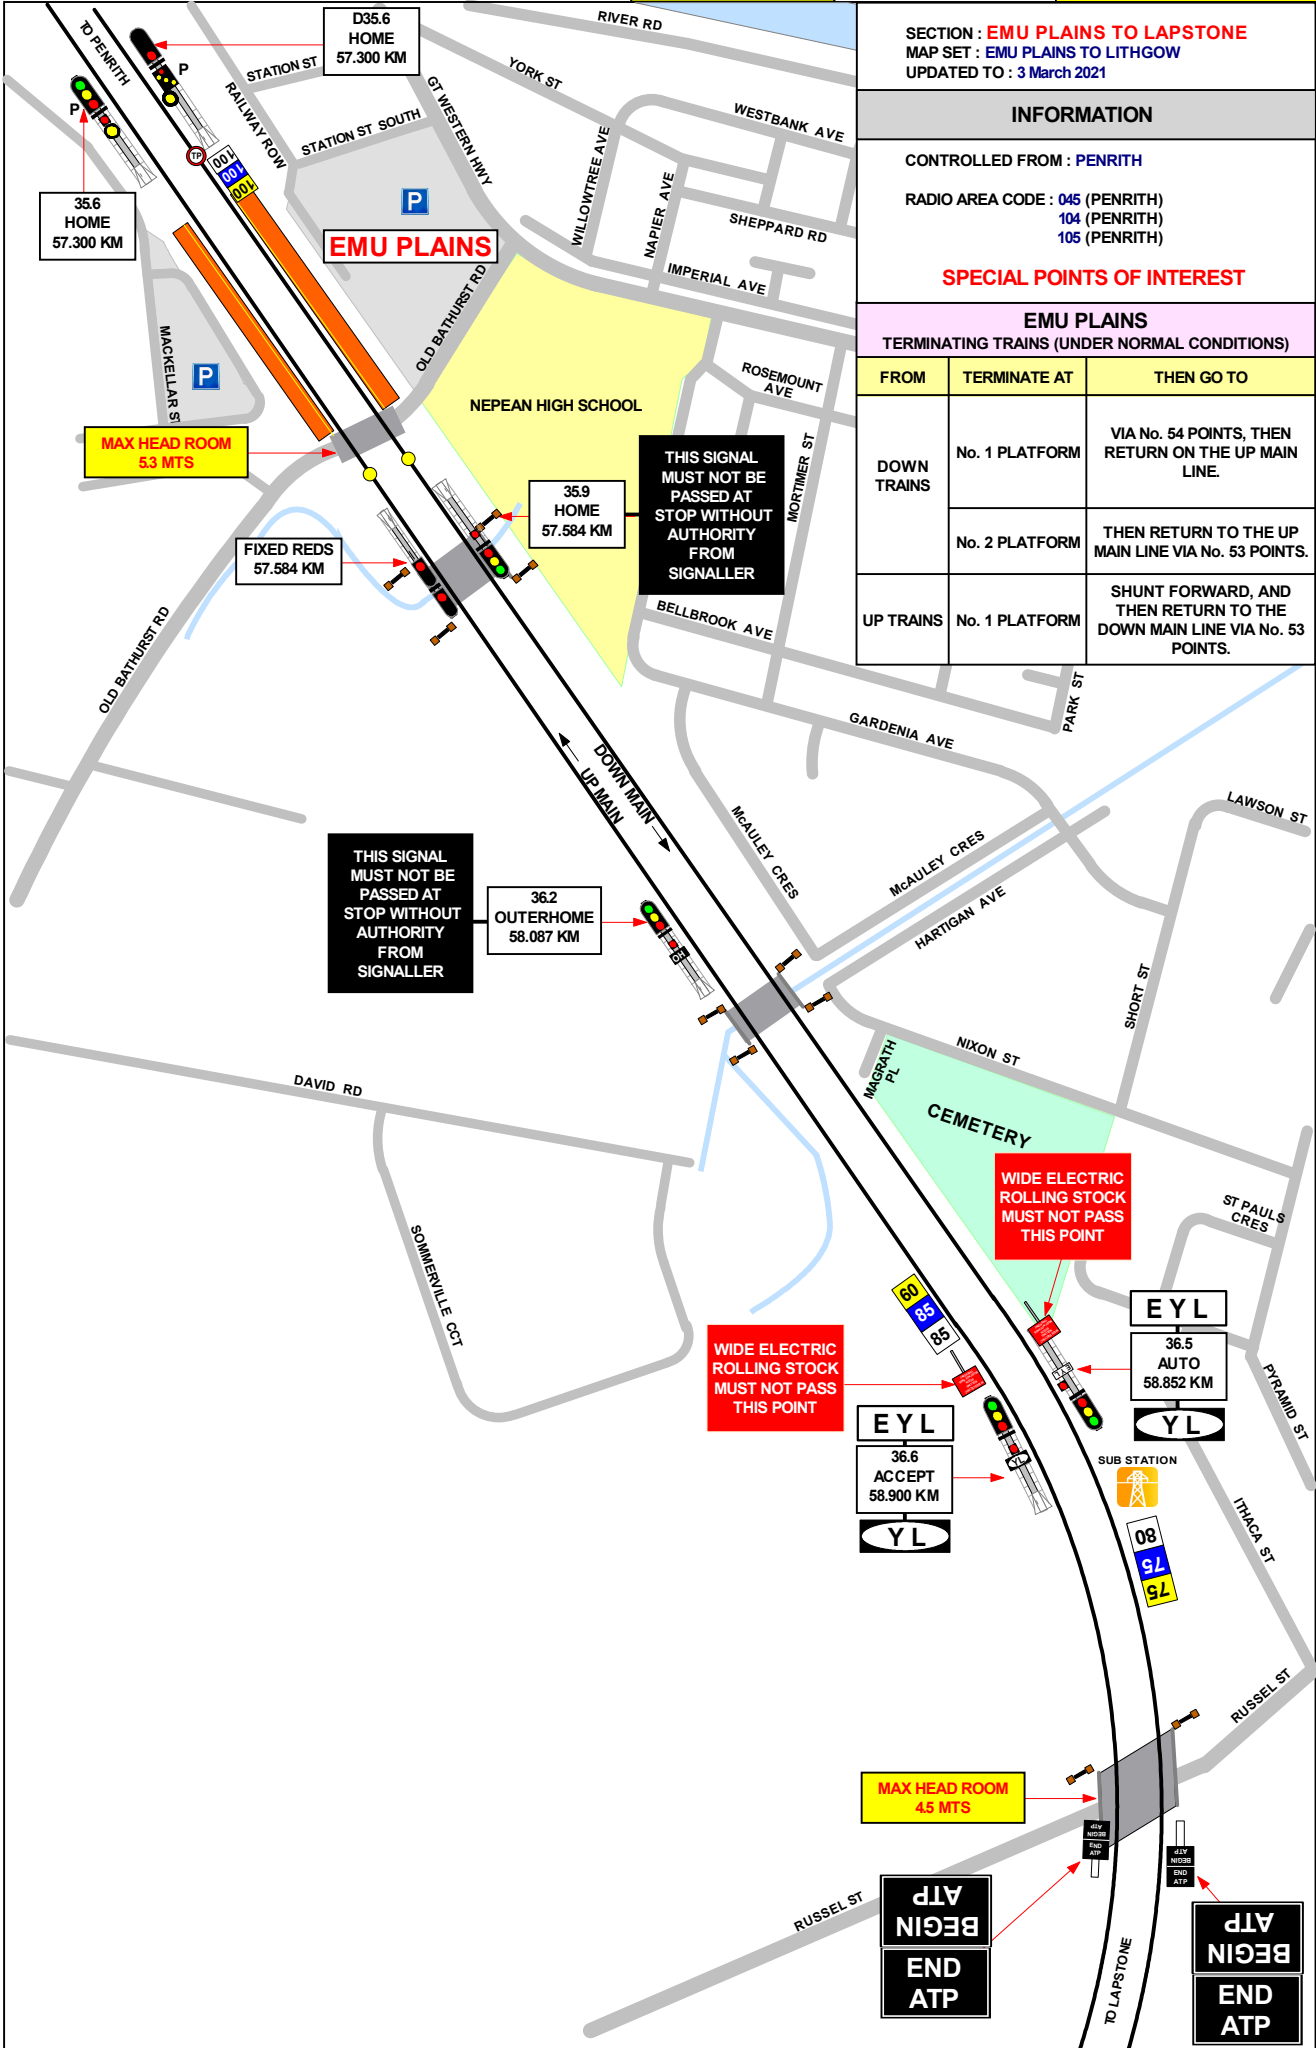 SECTION : EMU PLAINS TO LAPSTONE
MAP SET : EMU PLAINS TO LITHGOW
UPDATED TO : 3 March 2021
INFORMATION
CONTROLLED FROM : PENRITH
RADIO AREA CODE : 045 (PENRITH)
104 (PENRITH)
105 (PENRITH)
SPECIAL POINTS OF INTEREST
EMU PLAINS
TERMINATING TRAINS (UNDER NORMAL CONDITIONS)
FROM
TERMINATE AT
THEN GO TO
DOWN
TRAINS
No. 1 PLATFORM
VIA No. 54 POINTS, THEN
RETURN ON THE UP MAIN
LINE.
No. 2 PLATFORM
THEN RETURN TO THE UP
MAIN LINE VIA No. 53 POINTS.
UP TRAINS
No. 1 PLATFORM
SHUNT FORWARD, AND
THEN RETURN TO THE
DOWN MAIN LINE VIA No. 53
POINTS.
TO PENRITH
D35.6
HOME
57.300 KM
P
P
35.6
HOME
57.300 KM
TP
100
100
100
STATION ST
RAILWAY ROW
STATION ST SOUTH
GT WESTERN HWY
RIVER RD
YORK ST
WESTBANK AVE
WILLOWTREE AVE
NAPIER AVE
SHEPPARD RD
IMPERIAL AVE
P
EMU PLAINS
OLD BATHURST RD
MACKELLAR ST
P
MAX HEAD ROOM
5.3 MTS
NEPEAN HIGH SCHOOL
ROSEMOUNT
AVE
MORTIMER ST
35.9
HOME
57.584 KM
THIS SIGNAL
MUST NOT BE
PASSED AT
STOP WITHOUT
AUTHORITY
FROM
SIGNALLER
FIXED REDS
57.584 KM
BELLBROOK AVE
OLD BATHURST RD
PARK ST
GARDENIA AVE
UP MAIN
DOWN MAIN
McAULEY CRES
McAULEY CRES
HARTIGAN AVE
LAWSON ST
THIS SIGNAL
MUST NOT BE
PASSED AT
STOP WITHOUT
AUTHORITY
FROM
SIGNALLER
36.2
OUTERHOME
58.087 KM
OH
SHORT ST
NIXON ST
MAGRATH
PL
CEMETERY
DAVID RD
SOMMERVILLE CCT
WIDE ELECTRIC
ROLLING STOCK
MUST NOT PASS
THIS POINT
ST PAULS
CRES
60
85
85
WIDE ELECTRIC
ROLLING STOCK
MUST NOT PASS
THIS POINT
E Y L
36.5
AUTO
58.852 KM
Y L
PYRAMID ST
E Y L
36.6
ACCEPT
58.900 KM
Y L
YL
SUB STATION
80
75
75
ITHACA ST
RUSSEL ST
MAX HEAD ROOM
4.5 MTS
BEGIN
ATP
END
ATP
BEGIN
ATP
END
ATP
RUSSEL ST
BEGIN
ATP
END
ATP
BEGIN
ATP
END
ATP
TO LAPSTONE